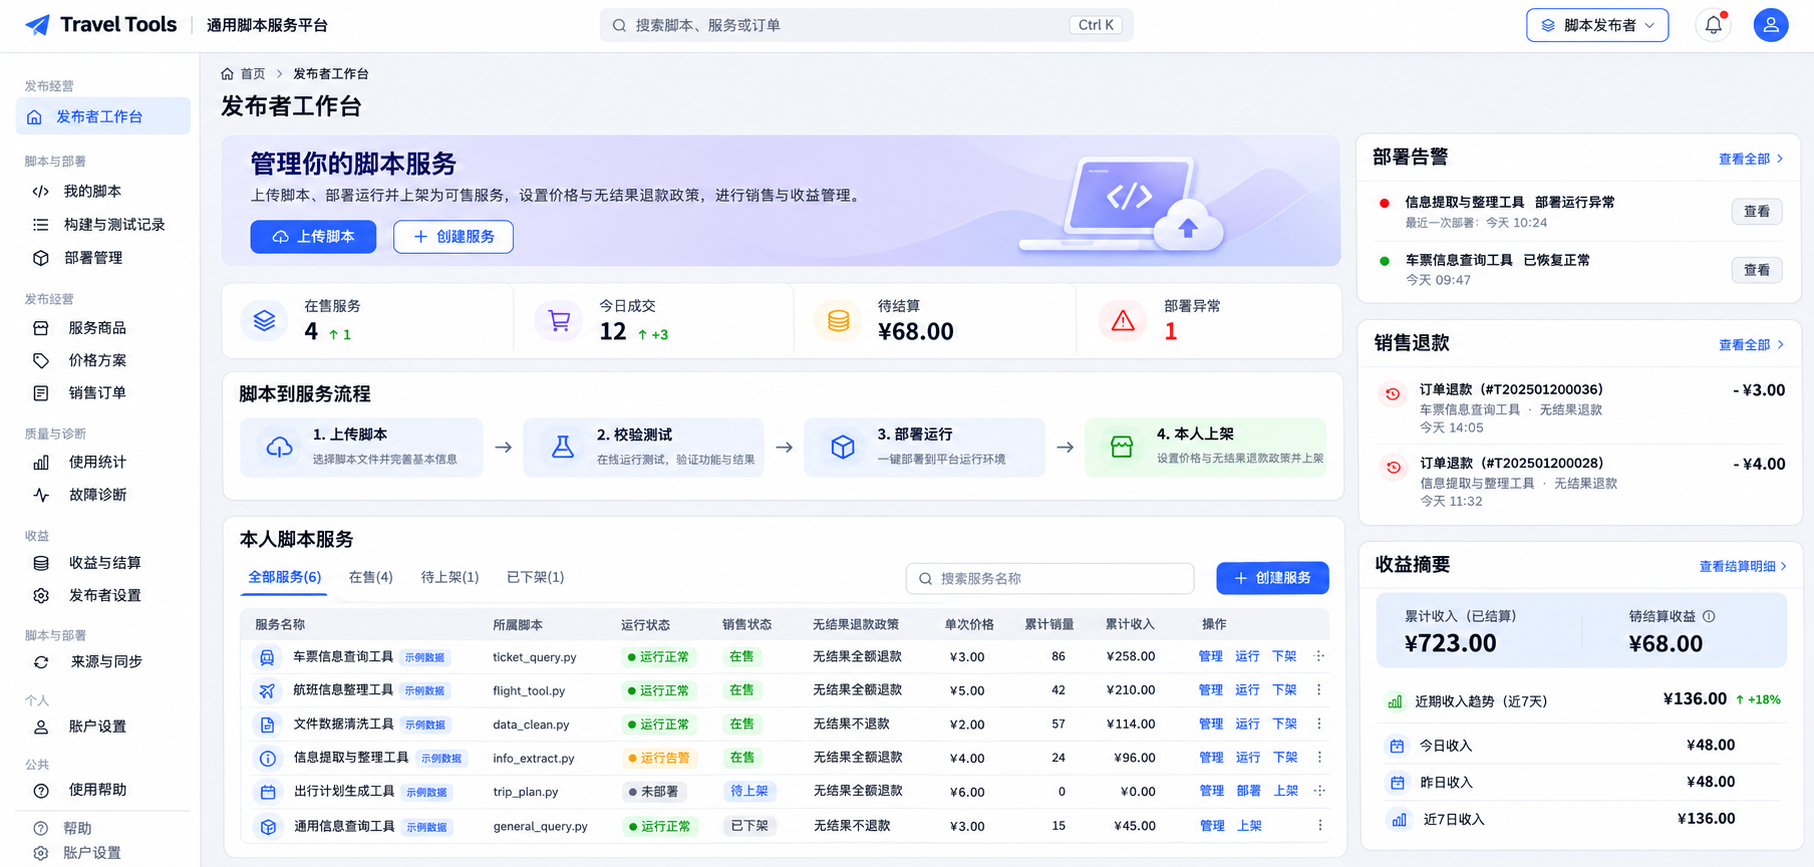 Travel Tools
通用脚本服务平台
搜索脚本、服务或订单
Ctrl K
脚本发布者
发布经营
发布者工作台
脚本与部署
我的脚本
构建与测试记录
部署管理
发布经营
服务商品
价格方案
销售订单
质量与诊断
使用统计
故障诊断
收益
收益与结算
发布者设置
脚本与部署
来源与同步
个人
账户设置
公共
使用帮助
帮助
账户设置
首页 > 发布者工作台
发布者工作台
管理你的脚本服务
上传脚本、部署运行并上架为可售服务，设置价格与无结果退款政策，进行销售与收益管理。
上传脚本
+ 创建服务
在售服务
4 ↑ 1
今日成交
12 ↑ +3
待结算
¥68.00
部署异常
1
脚本到服务流程
1. 上传脚本
选择脚本文件并完善基本信息
→
2. 校验测试
在线运行测试，验证功能与结果
→
3. 部署运行
一键部署到平台运行环境
→
4. 本人上架
设置价格与无结果退款政策并上架
本人脚本服务
全部服务(6) 在售(4) 待上架(1) 已下架(1)
搜索服务名称
+ 创建服务
服务名称 所属脚本 运行状态 销售状态 无结果退款政策 单次价格 累计销量 累计收入 操作
车票信息查询工具 示例数据 ticket_query.py 运行正常 在售 无结果全额退款 ¥3.00 86 ¥258.00 管理 运行 下架
航班信息整理工具 示例数据 flight_tool.py 运行正常 在售 无结果全额退款 ¥5.00 42 ¥210.00 管理 运行 下架
文件数据清洗工具 示例数据 data_clean.py 运行正常 在售 无结果不退款 ¥2.00 57 ¥114.00 管理 运行 下架
信息提取与整理工具 示例数据 info_extract.py 运行告警 在售 无结果全额退款 ¥4.00 24 ¥96.00 管理 运行 下架
出行计划生成工具 示例数据 trip_plan.py 未部署 待上架 无结果全额退款 ¥6.00 0 ¥0.00 管理 部署 上架
通用信息查询工具 示例数据 general_query.py 运行正常 已下架 无结果不退款 ¥3.00 15 ¥45.00 管理 上架
部署告警
查看全部 >
信息提取与整理工具 部署运行异常
最近一次部署：今天 10:24
查看
车票信息查询工具 已恢复正常
今天 09:47
查看
销售退款
查看全部 >
订单退款（#T202501200036） - ¥3.00
车票信息查询工具 · 无结果退款
今天 14:05
订单退款（#T202501200028） - ¥4.00
信息提取与整理工具 · 无结果退款
今天 11:32
收益摘要
查看结算明细 >
累计收入（已结算）
¥723.00
结算收益
¥68.00
近期收入趋势（近7天） ¥136.00 ↑ +18%
今日收入 ¥48.00
昨日收入 ¥48.00
近7日收入 ¥136.00